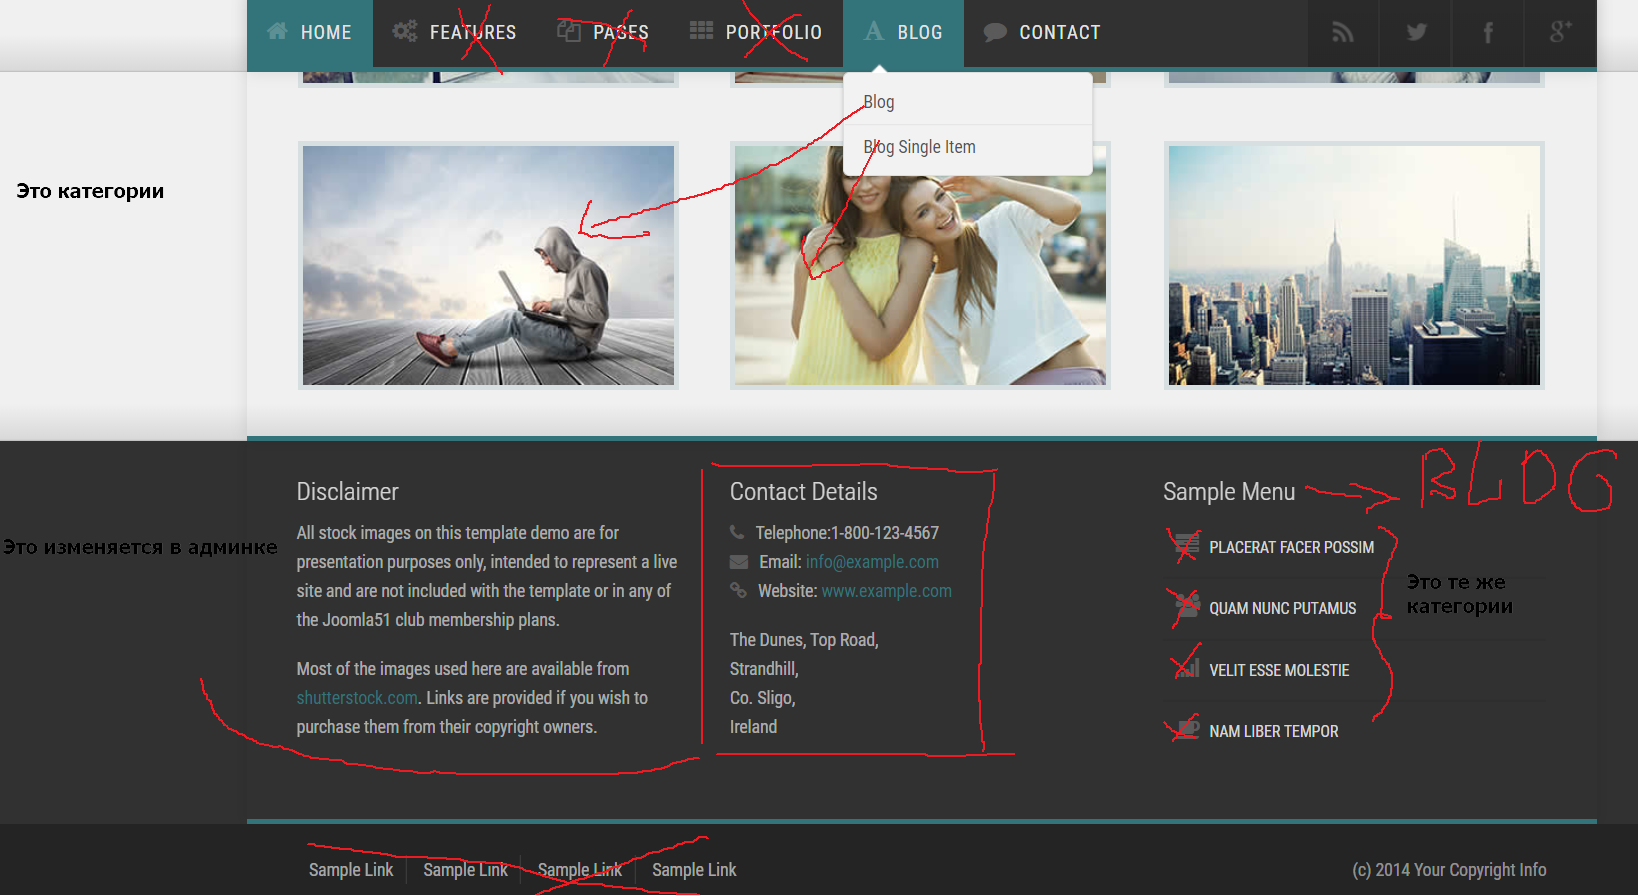 HOME
FEATURES
PAGES
PORTFOLIO
BLOG
CONTACT
Blog
Blog Single Item
Это категории
Disclaimer
All stock images on this template demo are for
presentation purposes only, intended to represent a live
site and are not included with the template or in any of
the Joomla51 club membership plans.
Most of the images used here are available from
shutterstock.com. Links are provided if you wish to
purchase them from their copyright owners.
Это изменяется в админке
Contact Details
Telephone:1-800-123-4567
Email: info@example.com
Website: www.example.com
The Dunes, Top Road,
Strandhill,
Co. Sligo,
Ireland
Sample Menu
BLOG
PLACERAT FACER POSSIM
QUAM NUNC PUTAMUS
VELIT ESSE MOLESTIE
NAM LIBER TEMPOR
Это те же
категории
Sample Link
Sample Link
Sample Link
Sample Link
(c) 2014 Your Copyright Info